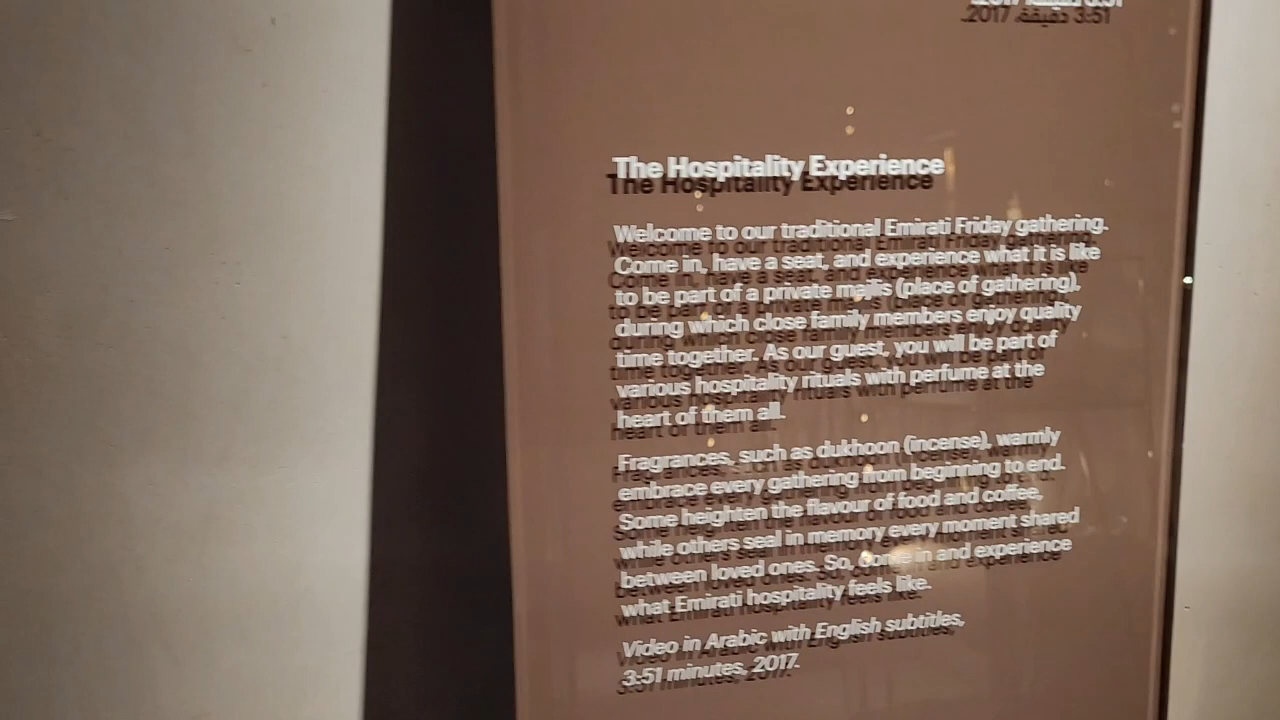 3:51 دقيقة، 2017.
The Hospitality Experience
Welcome to our traditional Emirati Friday gathering.
Come in, have a seat, and experience what it is like
to be part of a private majlis (place of gathering),
during which close family members enjoy quality
time together. As our guest, you will be part of
various hospitality rituals with perfume at the
heart of them all.
Fragrances, such as dukhoon (incense), warmly
embrace every gathering from beginning to end.
Some heighten the flavour of food and coffee,
while others seal in memory every moment shared
between loved ones. So, come in and experience
what Emirati hospitality feels like.
Video in Arabic with English subtitles,
3:51 minutes, 2017.